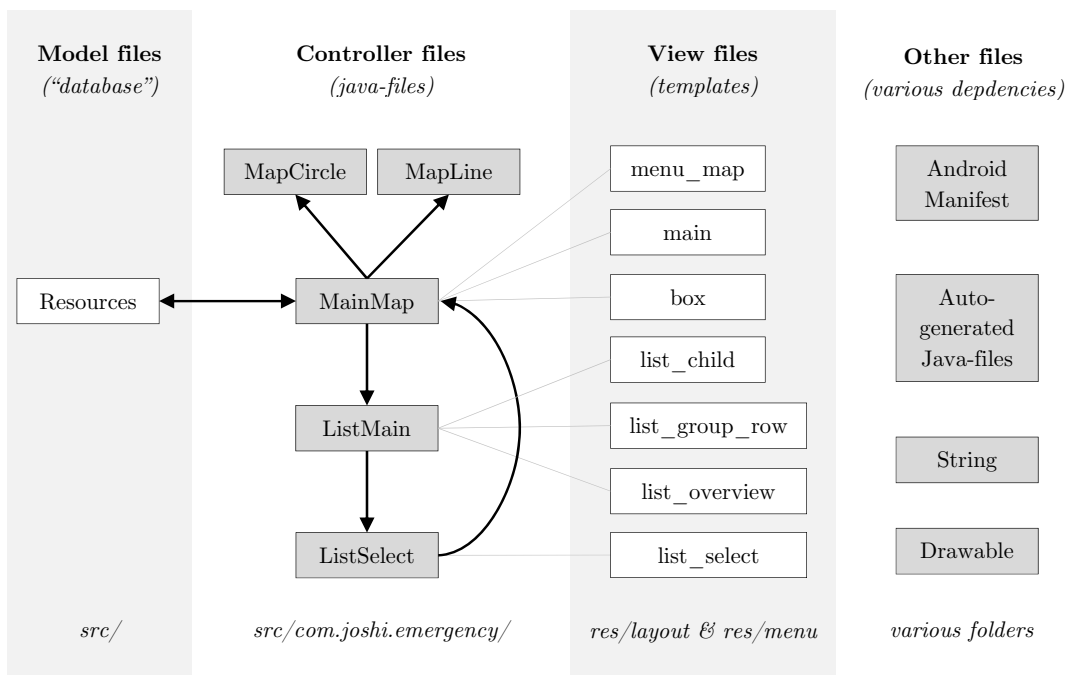 Model files
(“database”)
Controller files
(java-files)
View files
(templates)
Other files
(various depdencies)
MapCircle
MapLine
Resources
MainMap
ListMain
ListSelect
menu_map
main
box
list_child
list_group_row
list_overview
list_select
Android
Manifest
Auto-
generated
Java-files
String
Drawable
src/
src/com.joshi.emergency/
res/layout & res/menu
various folders